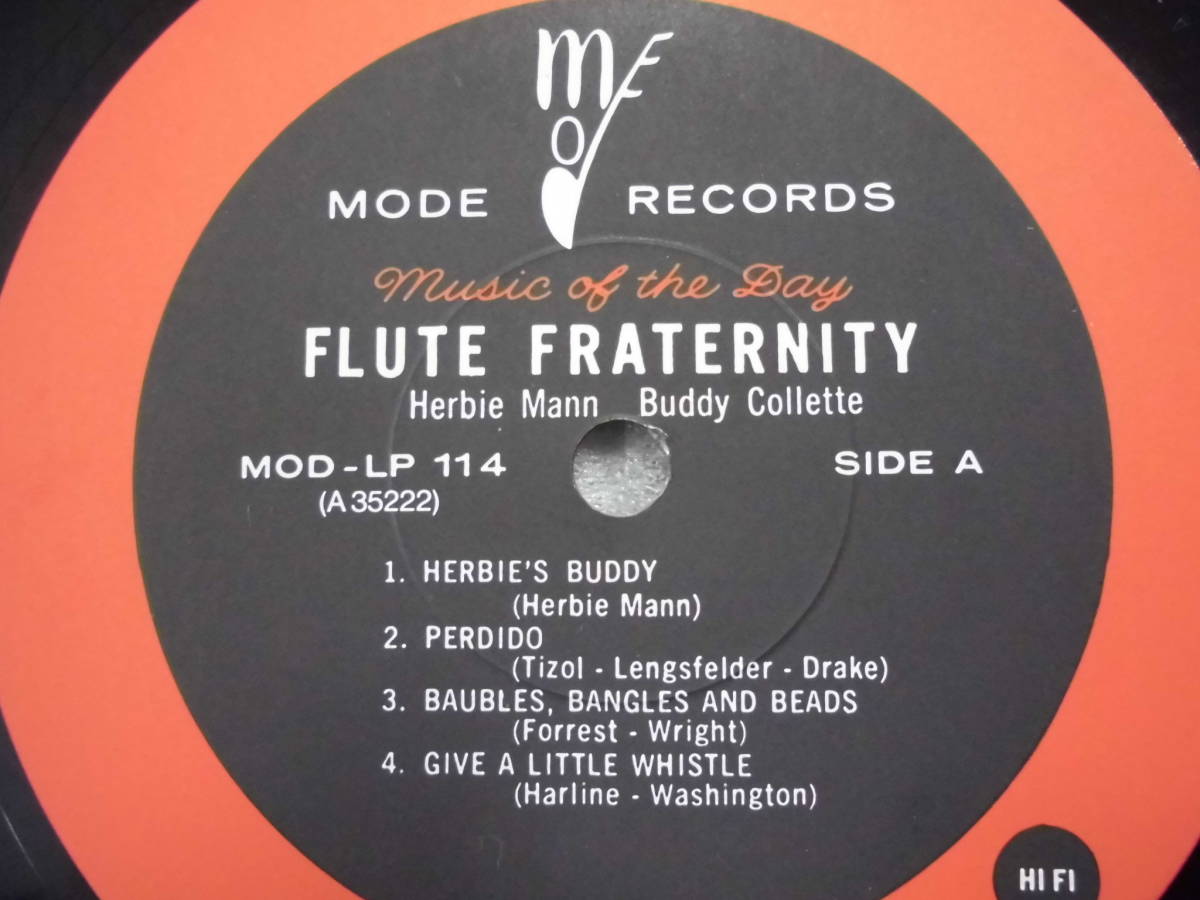 MODE
MODE RECORDS
Music of the Day
FLUTE FRATERNITY
Herbie Mann Buddy Collette
MOD-LP 114 SIDE A
(A 35222)
1. HERBIE'S BUDDY
(Herbie Mann)
2. PERDIDO
(Tizol - Lengsfelder - Drake)
3. BAUBLES, BANGLES AND BEADS
(Forrest - Wright)
4. GIVE A LITTLE WHISTLE
(Harline - Washington)
HI FI